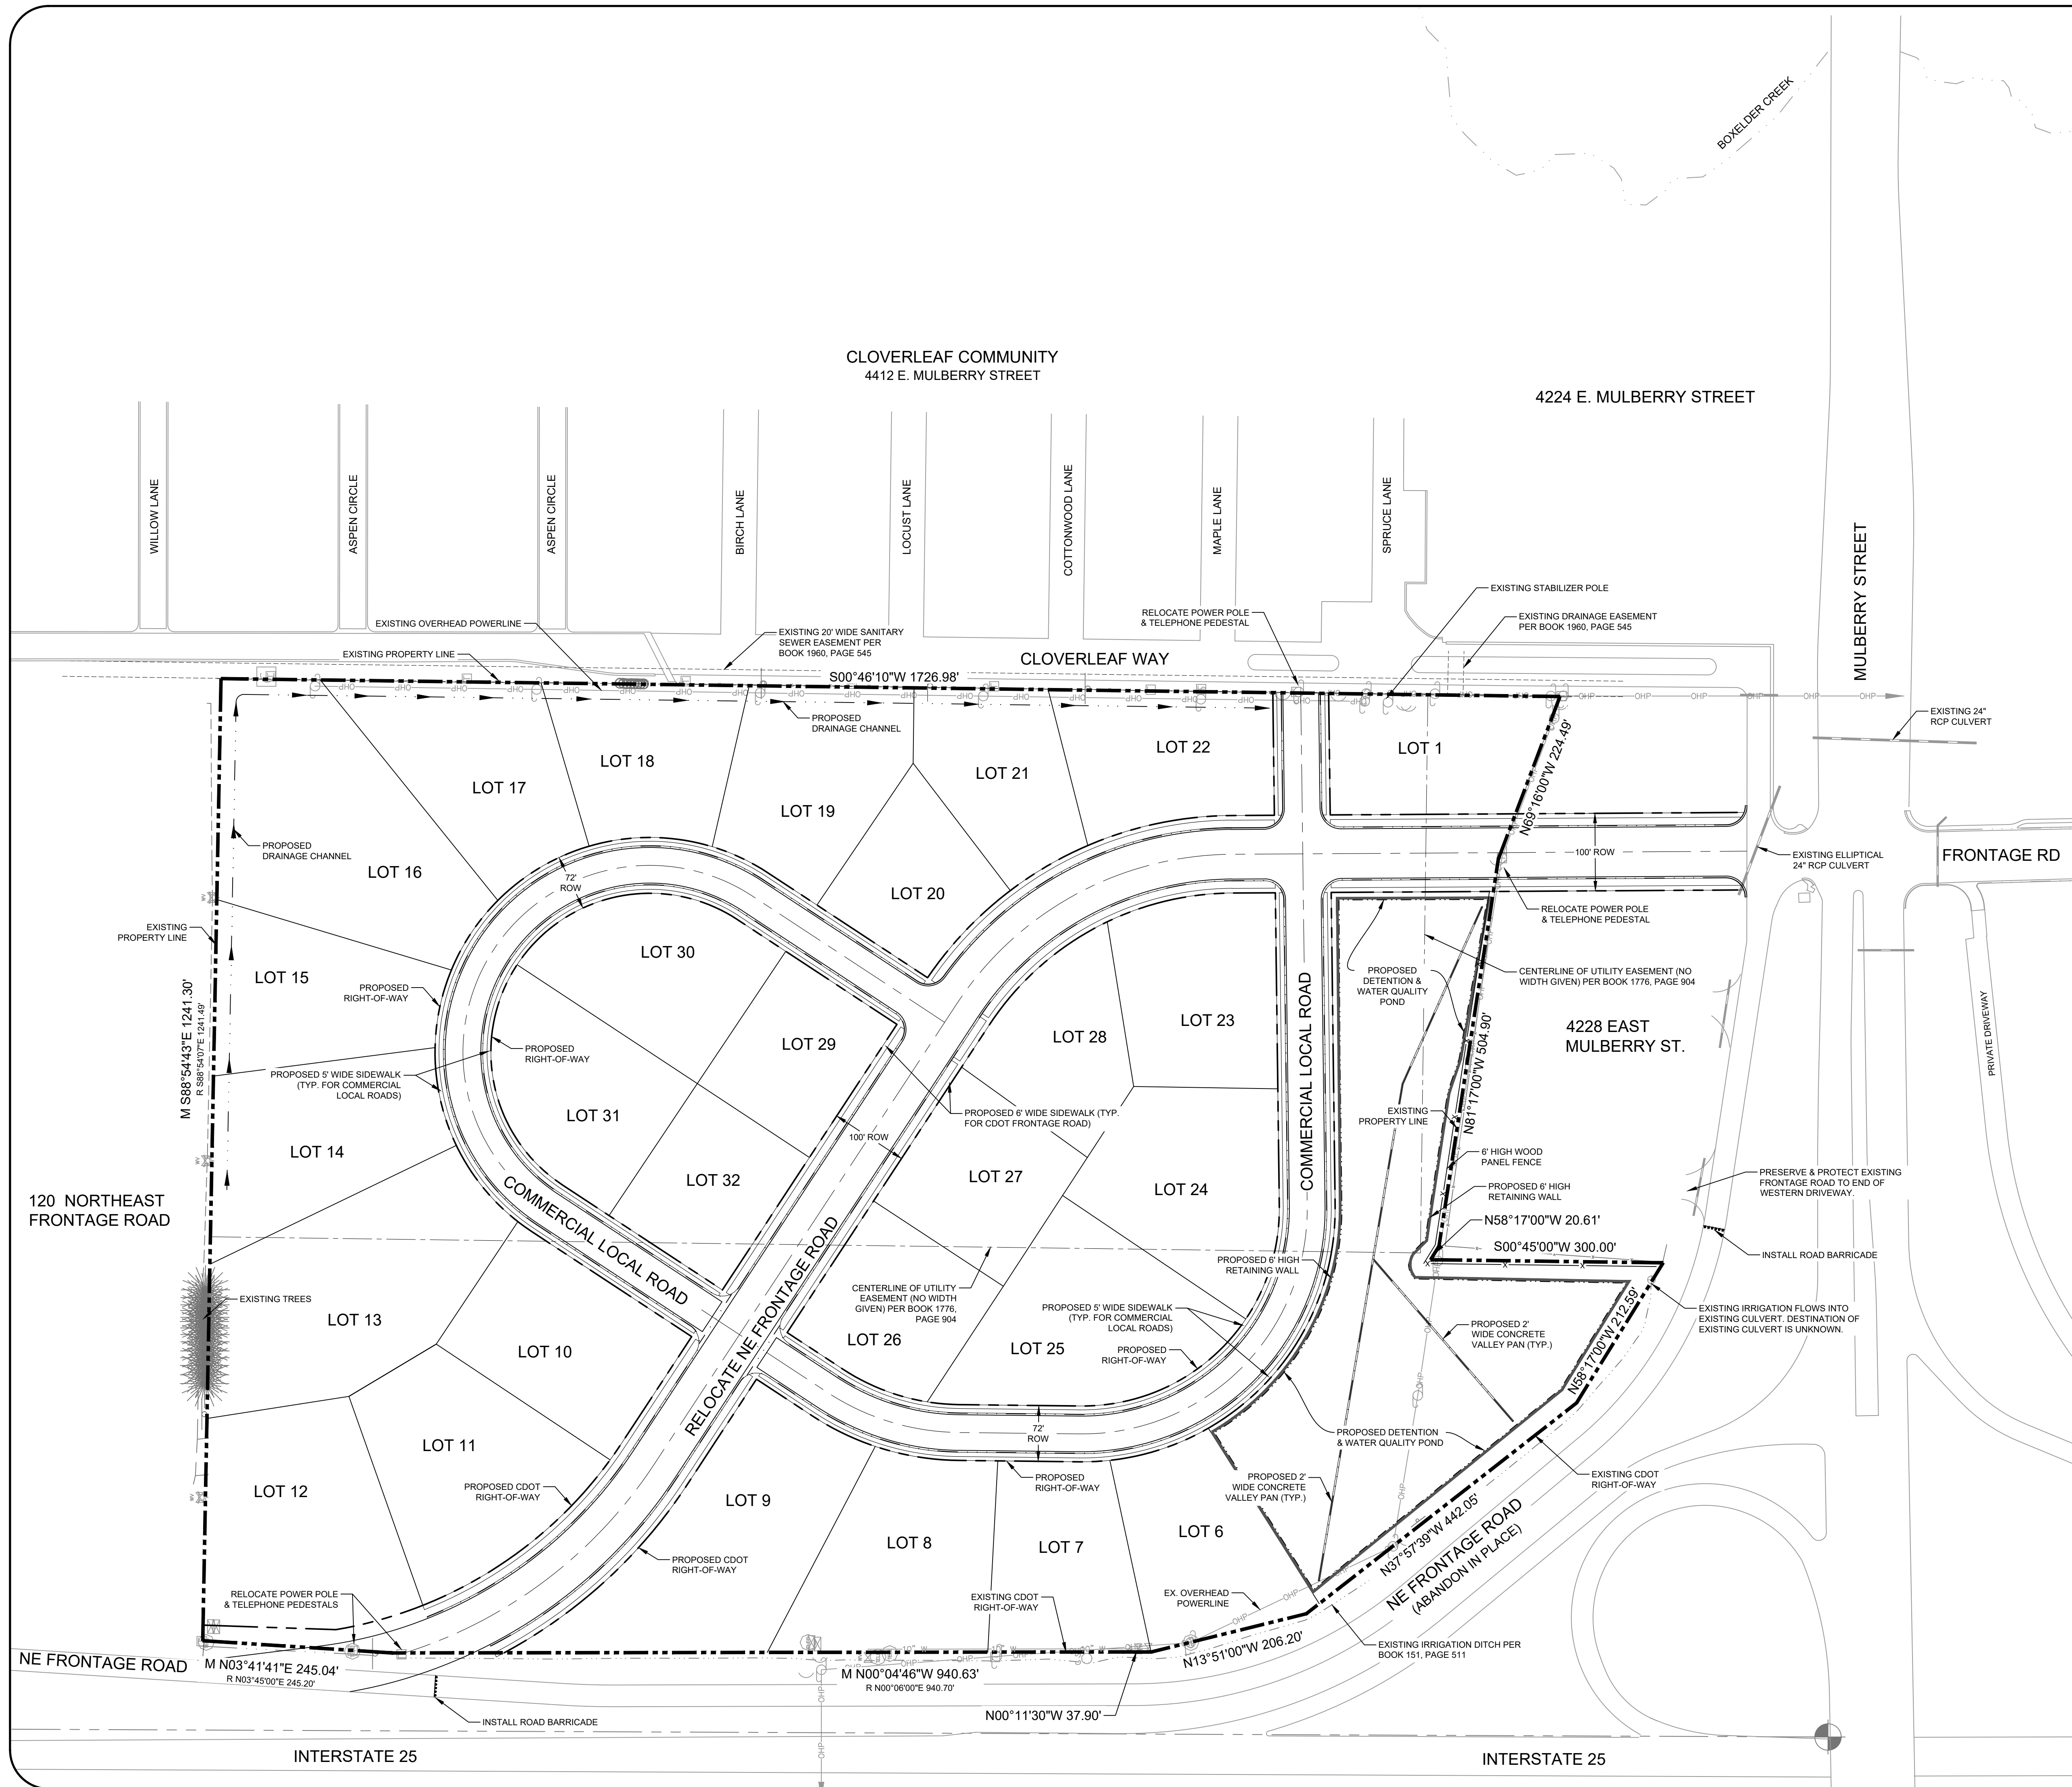 BOXELDER CREEK
CLOVERLEAF COMMUNITY
4412 E. MULBERRY STREET
4224 E. MULBERRY STREET
WILLOW LANE
ASPEN CIRCLE
ASPEN CIRCLE
BIRCH LANE
LOCUST LANE
COTTONWOOD LANE
MAPLE LANE
SPRUCE LANE
MULBERRY STREET
EXISTING STABILIZER POLE
EXISTING DRAINAGE EASEMENT
PER BOOK 1960, PAGE 545
RELOCATE POWER POLE
& TELEPHONE PEDESTAL
EXISTING OVERHEAD POWERLINE
EXISTING 20' WIDE SANITARY
SEWER EASEMENT PER
BOOK 1960, PAGE 545
EXISTING PROPERTY LINE
CLOVERLEAF WAY
S00°46'10"W 1726.98'
PROPOSED
DRAINAGE CHANNEL
EXISTING 24"
RCP CULVERT
LOT 22
LOT 1
LOT 18
LOT 21
LOT 17
LOT 19
N69°16'00"W 224.49'
PROPOSED
DRAINAGE CHANNEL
LOT 16
72'
ROW
LOT 20
100' ROW
EXISTING ELLIPTICAL
24" RCP CULVERT
FRONTAGE RD
RELOCATE POWER POLE
& TELEPHONE PEDESTAL
EXISTING
PROPERTY LINE
LOT 30
LOT 15
PROPOSED
RIGHT-OF-WAY
PROPOSED
DETENTION &
WATER QUALITY
POND
CENTERLINE OF UTILITY EASEMENT (NO
WIDTH GIVEN) PER BOOK 1776, PAGE 904
M S88°54'43"E 1241.30'
R S88°54'07"E 1241.49'
LOT 23
LOT 28
LOT 29
4228 EAST
MULBERRY ST.
PRIVATE DRIVEWAY
PROPOSED
RIGHT-OF-WAY
PROPOSED 5' WIDE SIDEWALK
(TYP. FOR COMMERCIAL
LOCAL ROADS)
COMMERCIAL LOCAL ROAD
N81°17'00"W 504.90'
LOT 31
PROPOSED 6' WIDE SIDEWALK (TYP.
FOR CDOT FRONTAGE ROAD)
EXISTING
PROPERTY LINE
100' ROW
LOT 14
6' HIGH WOOD
PANEL FENCE
LOT 32
LOT 27
LOT 24
PROPOSED 6' HIGH
RETAINING WALL
PRESERVE & PROTECT EXISTING
FRONTAGE ROAD TO END OF
WESTERN DRIVEWAY.
120 NORTHEAST
FRONTAGE ROAD
COMMERCIAL LOCAL ROAD
N58°17'00"W 20.61'
S00°45'00"W 300.00'
INSTALL ROAD BARRICADE
PROPOSED 6' HIGH
RETAINING WALL
RELOCATE NE FRONTAGE ROAD
CENTERLINE OF UTILITY
EASEMENT (NO WIDTH
GIVEN) PER BOOK 1776,
PAGE 904
EXISTING TREES
LOT 13
PROPOSED 5' WIDE SIDEWALK
(TYP. FOR COMMERCIAL
LOCAL ROADS)
EXISTING IRRIGATION FLOWS INTO
EXISTING CULVERT. DESTINATION OF
EXISTING CULVERT IS UNKNOWN.
LOT 10
LOT 26
LOT 25
PROPOSED
RIGHT-OF-WAY
PROPOSED 2'
WIDE CONCRETE
VALLEY PAN (TYP.)
N58°17'00"W 212.59'
LOT 11
72'
ROW
PROPOSED DETENTION
& WATER QUALITY POND
LOT 12
PROPOSED CDOT
RIGHT-OF-WAY
LOT 9
PROPOSED
RIGHT-OF-WAY
PROPOSED 2'
WIDE CONCRETE
VALLEY PAN (TYP.)
EXISTING CDOT
RIGHT-OF-WAY
LOT 8
LOT 7
LOT 6
N37°57'39"W 442.05'
NE FRONTAGE ROAD
(ABANDON IN PLACE)
PROPOSED CDOT
RIGHT-OF-WAY
RELOCATE POWER POLE
& TELEPHONE PEDESTALS
EXISTING CDOT
RIGHT-OF-WAY
EX. OVERHEAD
POWERLINE
N13°51'00"W 206.20'
EXISTING IRRIGATION DITCH PER
BOOK 151, PAGE 511
NE FRONTAGE ROAD
M N03°41'41"E 245.04'
R N03°45'00"E 245.20'
M N00°04'46"W 940.63'
R N00°06'00"E 940.70'
N00°11'30"W 37.90'
INSTALL ROAD BARRICADE
INTERSTATE 25
INTERSTATE 25